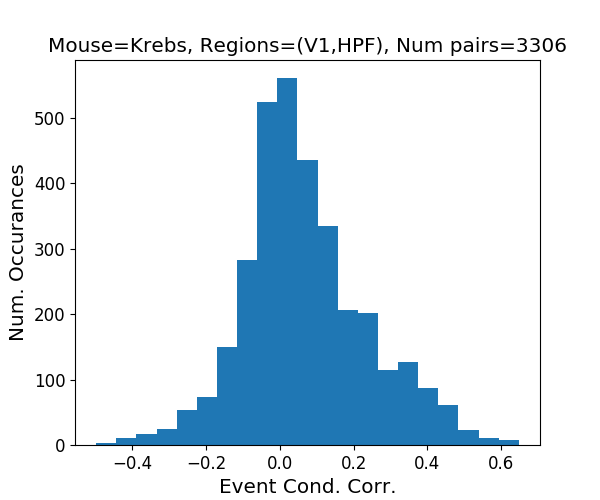 Mouse=Krebs, Regions=(V1,HPF), Num pairs=3306
Num. Occurances
500
400
300
200
100
0
−0.4 −0.2 0.0 0.2 0.4 0.6
Event Cond. Corr.